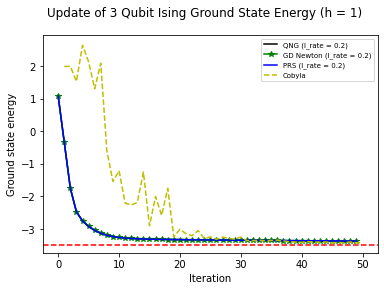 Update of 3 Qubit Ising Ground State Energy (h = 1)
QNG (l_rate = 0.2)
GD Newton (l_rate = 0.2)
PRS (l_rate = 0.2)
Cobyla
Ground state energy
2
1
0
−1
−2
−3
0
10
20
30
40
50
Iteration